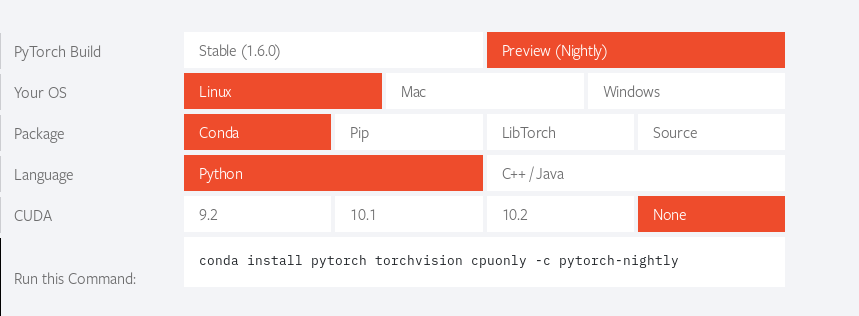 PyTorch Build Stable (1.6.0) Preview (Nightly)
Your OS Linux Mac Windows
Package Conda Pip LibTorch Source
Language Python C++ / Java
CUDA 9.2 10.1 10.2 None
Run this Command: conda install pytorch torchvision cpuonly -c pytorch-nightly